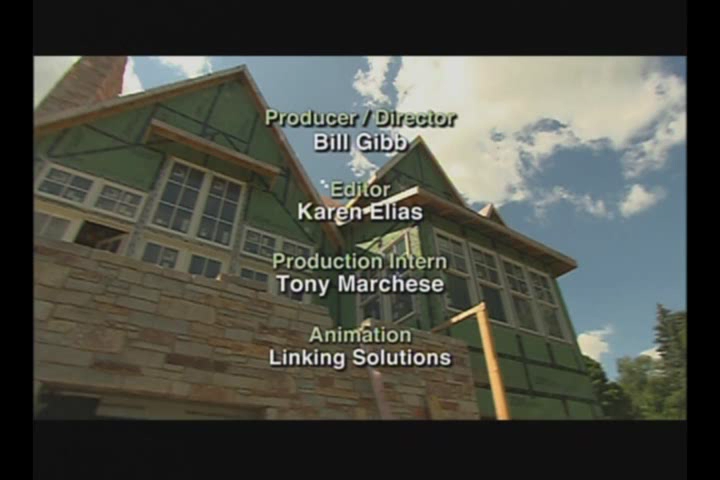 Producer / Director
Bill Gibb
Editor
Karen Elias
Production Intern
Tony Marchese
Animation
Linking Solutions